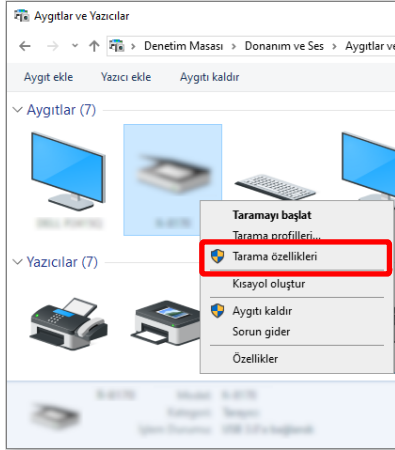 Aygıtlar ve Yazıcılar
Denetim Masası › Donanım ve Ses › Aygıtlar ve
Aygıt ekle Yazıcı ekle Aygıtı kaldır
Aygıtlar (7)
Taramayı başlat
Tarama profilleri...
Tarama özellikleri
Yazıcılar (7)
Kısayol oluştur
Aygıtı kaldır
Sorun gider
Özellikler